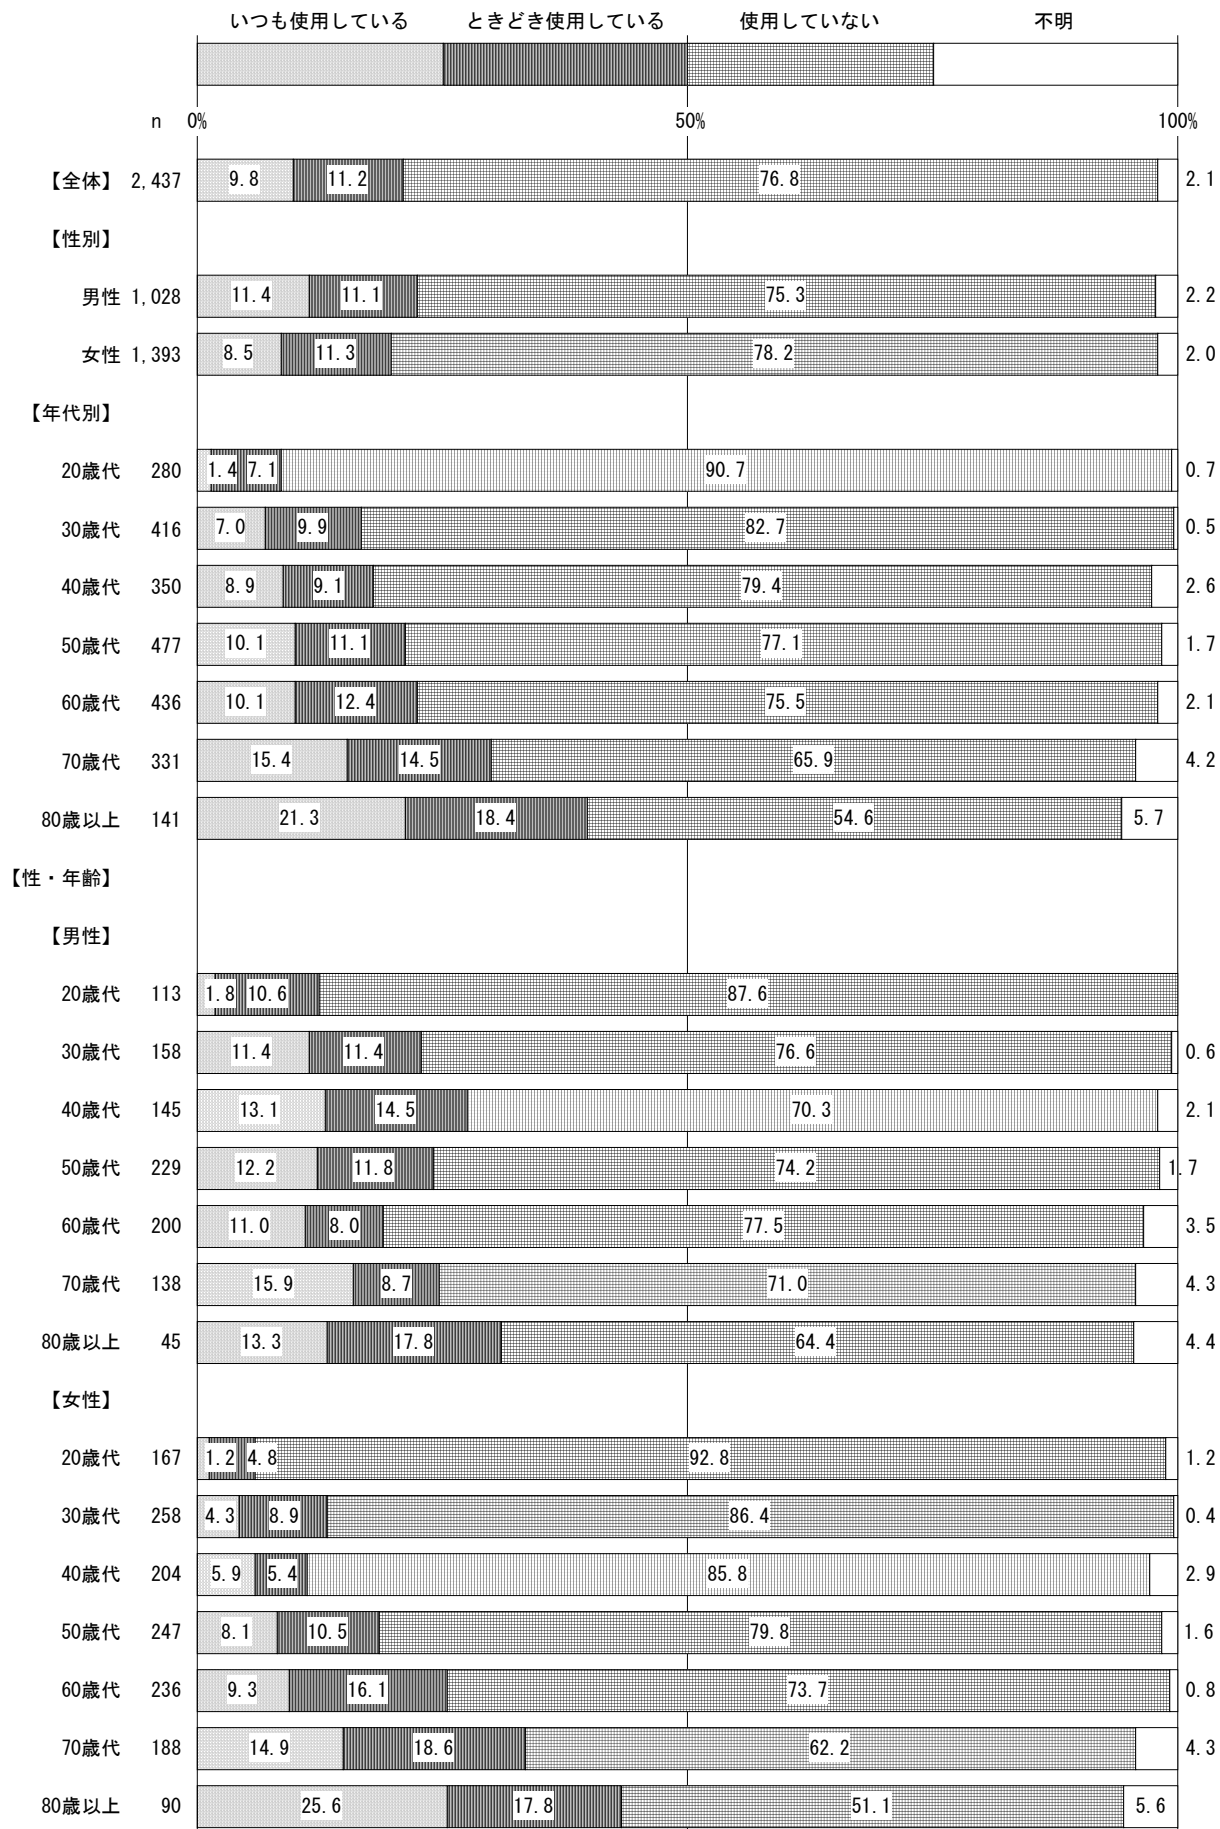 いつも使用している ときどき使用している 使用していない 不明
n 0% 50% 100%
【全体】 2,437 9.8 11.2 76.8 2.1
【性別】
男性 1,028 11.4 11.1 75.3 2.2
女性 1,393 8.5 11.3 78.2 2.0
【年代別】
20歳代 280 1.4 7.1 90.7 0.7
30歳代 416 7.0 9.9 82.7 0.5
40歳代 350 8.9 9.1 79.4 2.6
50歳代 477 10.1 11.1 77.1 1.7
60歳代 436 10.1 12.4 75.5 2.1
70歳代 331 15.4 14.5 65.9 4.2
80歳以上 141 21.3 18.4 54.6 5.7
【性・年齢】
【男性】
20歳代 113 1.8 10.6 87.6
30歳代 158 11.4 11.4 76.6 0.6
40歳代 145 13.1 14.5 70.3 2.1
50歳代 229 12.2 11.8 74.2 1.7
60歳代 200 11.0 8.0 77.5 3.5
70歳代 138 15.9 8.7 71.0 4.3
80歳以上 45 13.3 17.8 64.4 4.4
【女性】
20歳代 167 1.2 4.8 92.8 1.2
30歳代 258 4.3 8.9 86.4 0.4
40歳代 204 5.9 5.4 85.8 2.9
50歳代 247 8.1 10.5 79.8 1.6
60歳代 236 9.3 16.1 73.7 0.8
70歳代 188 14.9 18.6 62.2 4.3
80歳以上 90 25.6 17.8 51.1 5.6